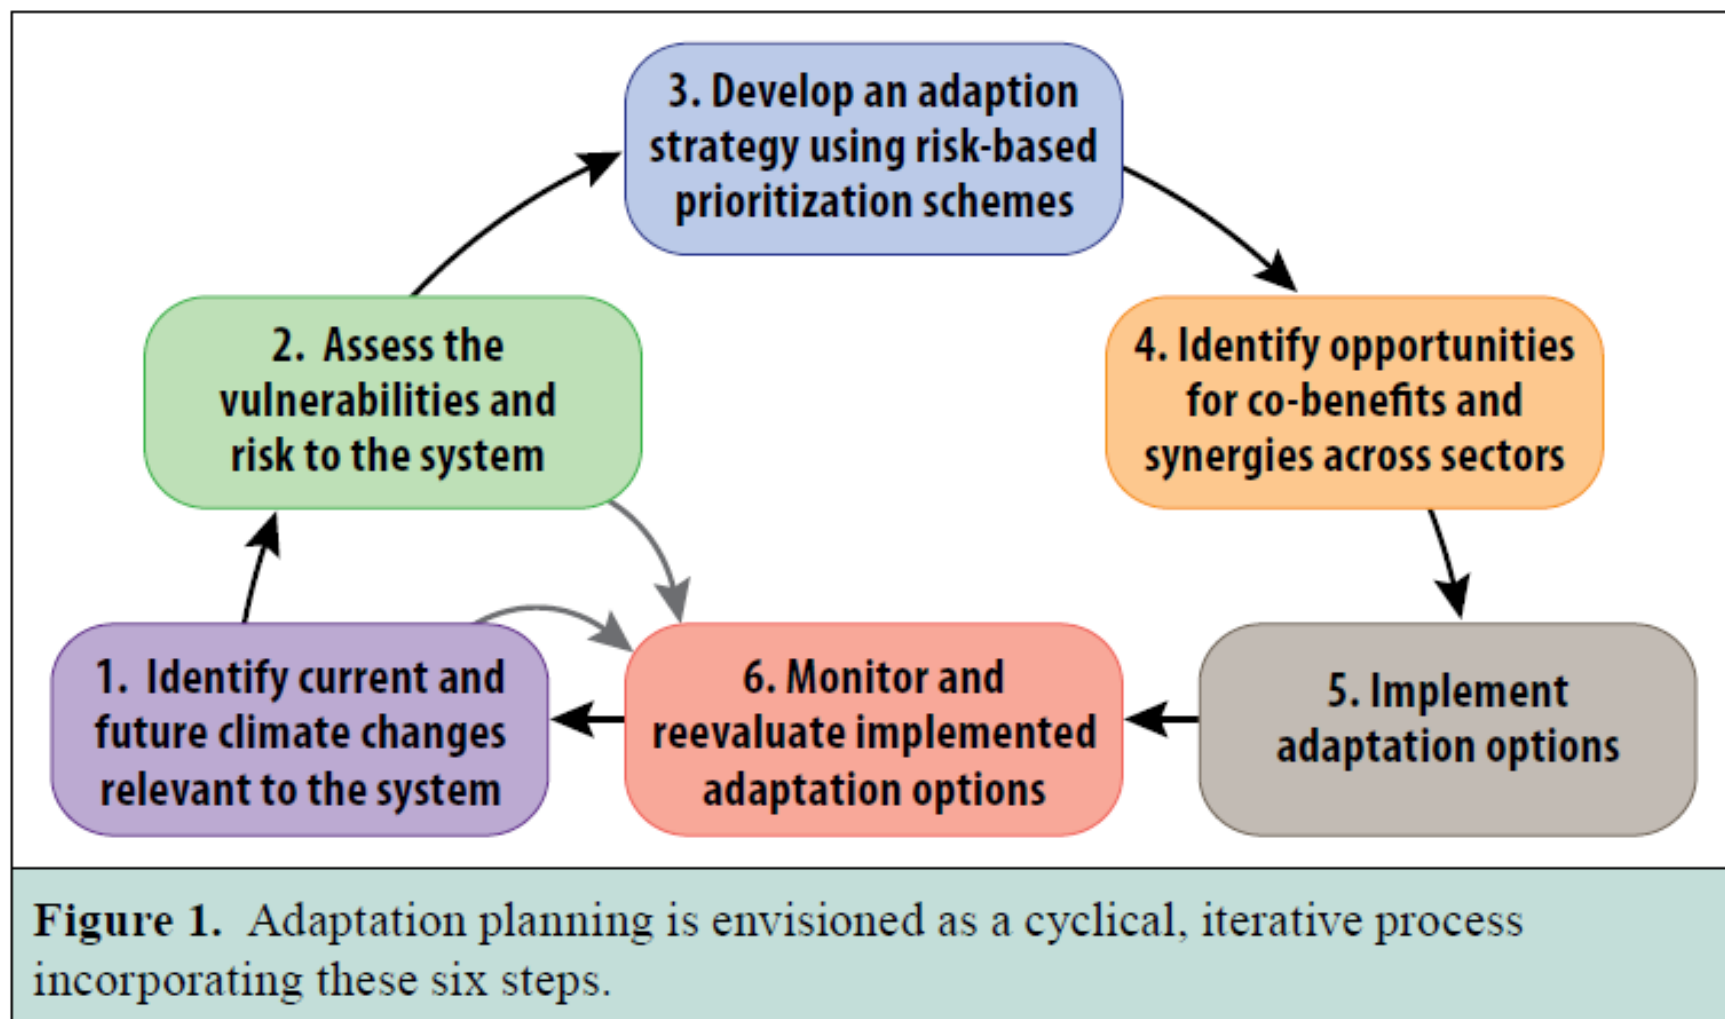 3. Develop an adaption
strategy using risk-based
prioritization schemes
2. Assess the
vulnerabilities and
risk to the system
4. Identify opportunities
for co-benefits and
synergies across sectors
1. Identify current and
future climate changes
relevant to the system
6. Monitor and
reevaluate implemented
adaptation options
5. Implement
adaptation options
Figure 1. Adaptation planning is envisioned as a cyclical, iterative process
incorporating these six steps.